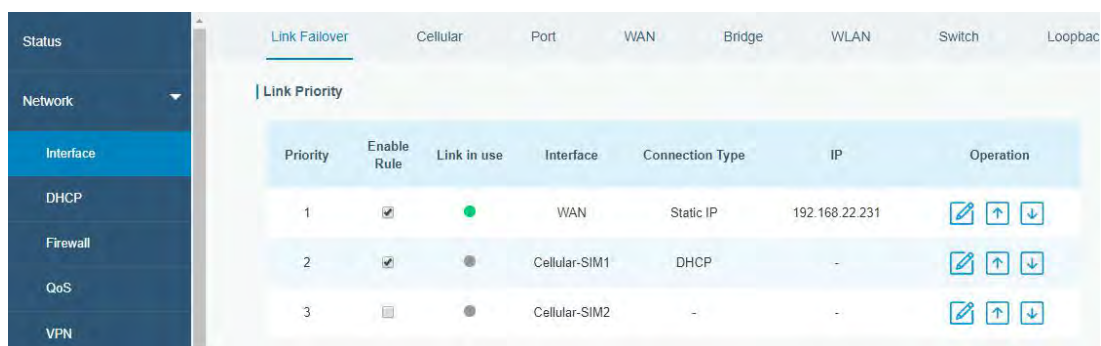 Status
Network
Interface
DHCP
Firewall
QoS
VPN
Link Failover Cellular Port WAN Bridge WLAN Switch Loopbac
Link Priority
Priority Enable Rule Link in use Interface Connection Type IP Operation
1 WAN Static IP 192.168.22.231
2 Cellular-SIM1 DHCP -
3 Cellular-SIM2 - -